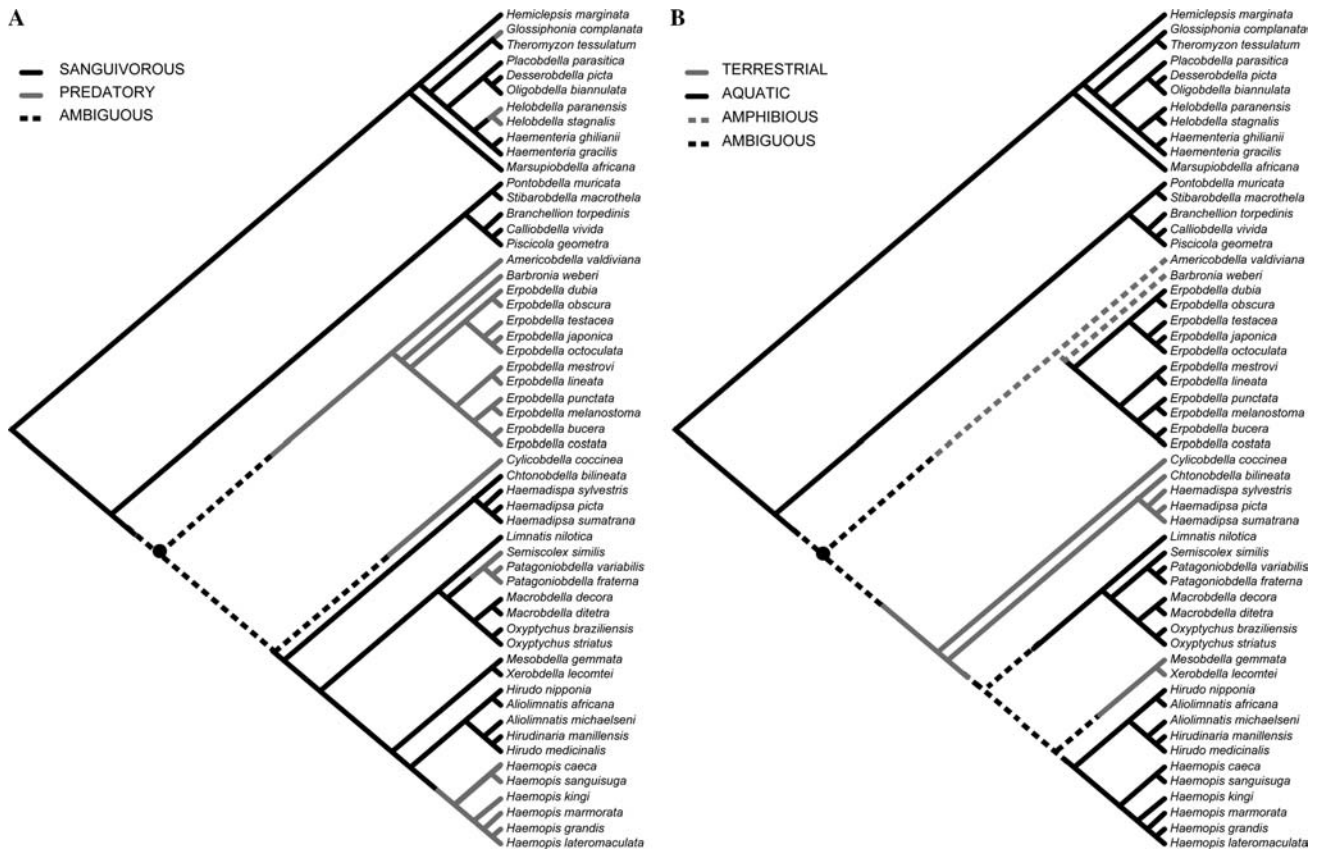 A
SANGUIVOROUS
PREDATORY
AMBIGUOUS
Hemiclepsis marginata
Glossiphonia complanata
Theromyzon tessulatum
Placobdella parasitica
Desserobdella picta
Oligobdella biannulata
Helobdella paranensis
Helobdella stagnalis
Haementeria ghilianii
Haementeria gracilis
Marsupiobdella africana
Pontobdella muricata
Stibarobdella macrothela
Branchellion torpedinis
Calliobdella vivida
Piscicola geometra
Americobdella valdiviana
Barbronia weberi
Erpobdella dubia
Erpobdella obscura
Erpobdella testacea
Erpobdella japonica
Erpobdella octoculata
Erpobdella mestrovi
Erpobdella lineata
Erpobdella punctata
Erpobdella melanostoma
Erpobdella bucera
Erpobdella costata
Cylicobdella coccinea
Chtonobdella bilineata
Haemadispa sylvestris
Haemadipsa picta
Haemadipsa sumatrana
Limnatis nilotica
Semiscolex similis
Patagoniobdella variabilis
Patagoniobdella fraterna
Macrobdella decora
Macrobdella ditetra
Oxyptychus braziliensis
Oxyptychus striatus
Mesobdella gemmata
Xerobdella lecomtei
Hirudo nipponia
Aliolimnatis africana
Aliolimnatis michaelseni
Hirudinaria manillensis
Hirudo medicinalis
Haemopis caeca
Haemopis sanguisuga
Haemopis kingi
Haemopis marmorata
Haemopis grandis
Haemopis lateromaculata
B
TERRESTRIAL
AQUATIC
AMPHIBIOUS
AMBIGUOUS
Hemiclepsis marginata
Glossiphonia complanata
Theromyzon tessulatum
Placobdella parasitica
Desserobdella picta
Oligobdella biannulata
Helobdella paranensis
Helobdella stagnalis
Haementeria ghilianii
Haementeria gracilis
Marsupiobdella africana
Pontobdella muricata
Stibarobdella macrothela
Branchellion torpedinis
Calliobdella vivida
Piscicola geometra
Americobdella valdiviana
Barbronia weberi
Erpobdella dubia
Erpobdella obscura
Erpobdella testacea
Erpobdella japonica
Erpobdella octoculata
Erpobdella mestrovi
Erpobdella lineata
Erpobdella punctata
Erpobdella melanostoma
Erpobdella bucera
Erpobdella costata
Cylicobdella coccinea
Chtonobdella bilineata
Haemadispa sylvestris
Haemadipsa picta
Haemadipsa sumatrana
Limnatis nilotica
Semiscolex similis
Patagoniobdella variabilis
Patagoniobdella fraterna
Macrobdella decora
Macrobdella ditetra
Oxyptychus braziliensis
Oxyptychus striatus
Mesobdella gemmata
Xerobdella lecomtei
Hirudo nipponia
Aliolimnatis africana
Aliolimnatis michaelseni
Hirudinaria manillensis
Hirudo medicinalis
Haemopis caeca
Haemopis sanguisuga
Haemopis kingi
Haemopis marmorata
Haemopis grandis
Haemopis lateromaculata